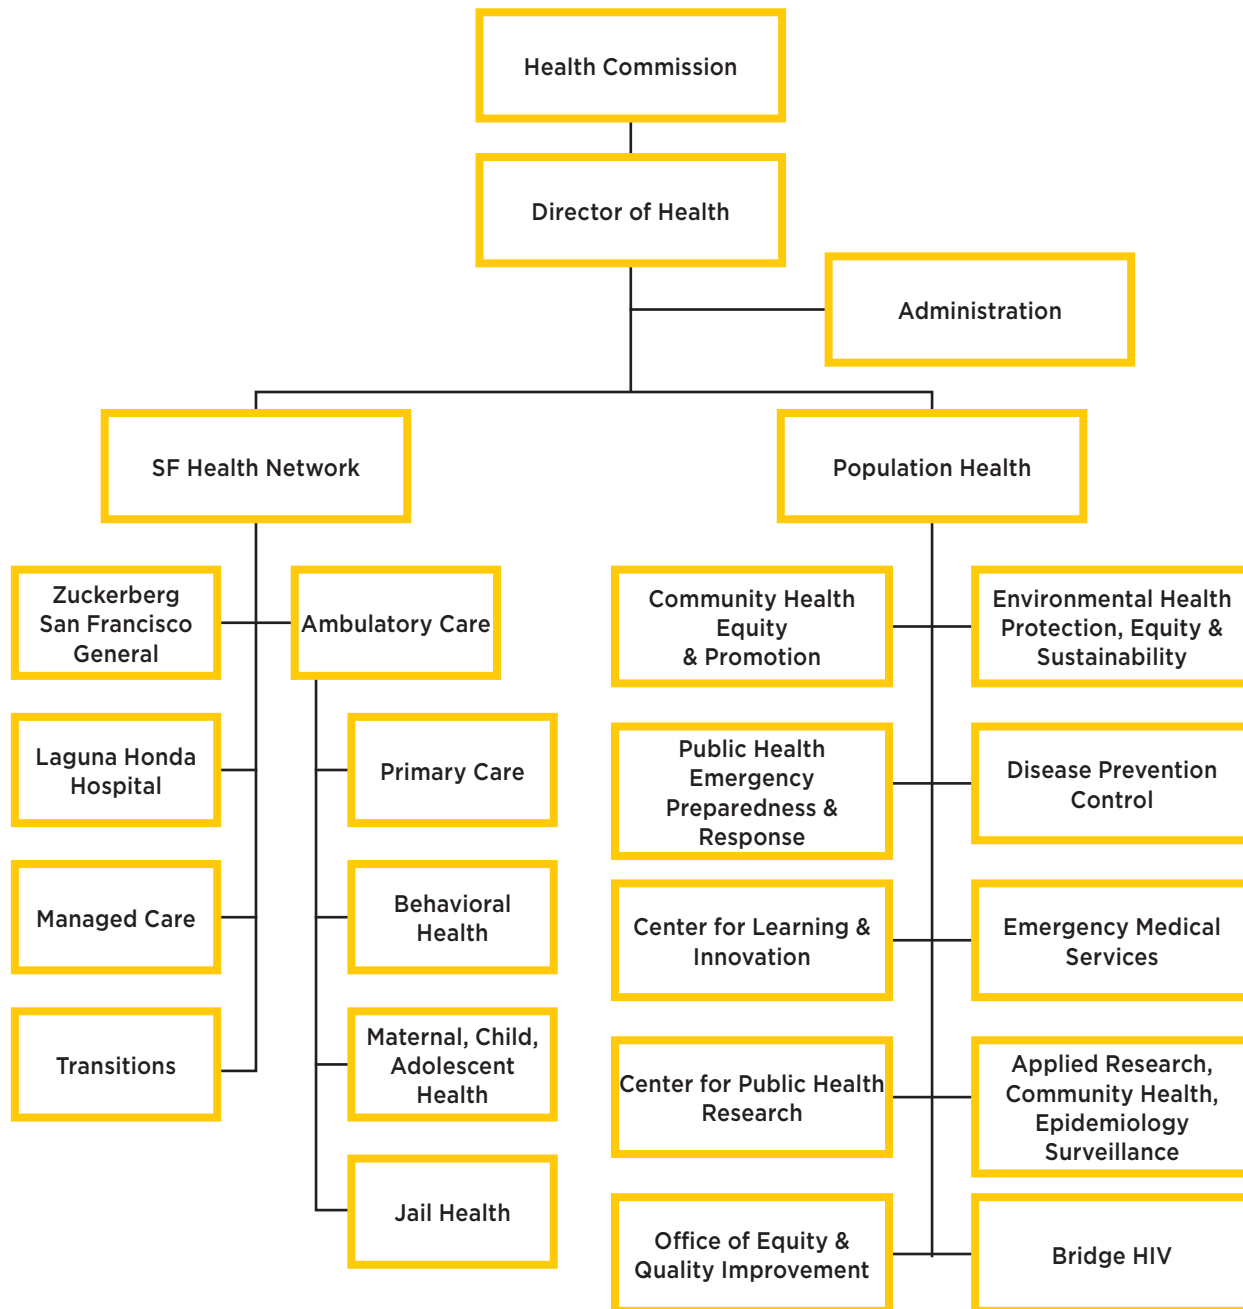 Health Commission
Director of Health
Administration
SF Health Network
Population Health
Zuckerberg
San Francisco
General
Ambulatory Care
Laguna Honda
Hospital
Primary Care
Managed Care
Behavioral
Health
Transitions
Maternal, Child,
Adolescent
Health
Jail Health
Community Health
Equity
& Promotion
Environmental Health
Protection, Equity &
Sustainability
Public Health
Emergency
Preparedness &
Response
Disease Prevention
Control
Center for Learning &
Innovation
Emergency Medical
Services
Center for Public Health
Research
Applied Research,
Community Health,
Epidemiology
Surveillance
Office of Equity &
Quality Improvement
Bridge HIV